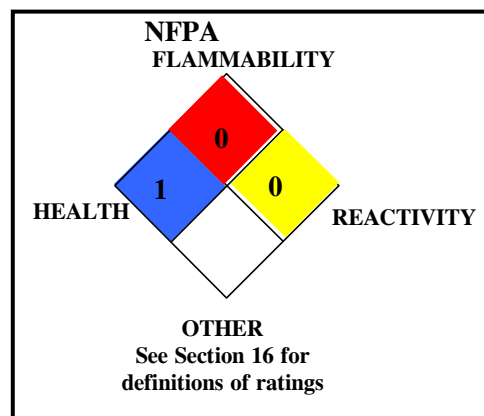 NFPA
FLAMMABILITY
0
1
0
HEALTH
REACTIVITY
OTHER
See Section 16 for
definitions of ratings